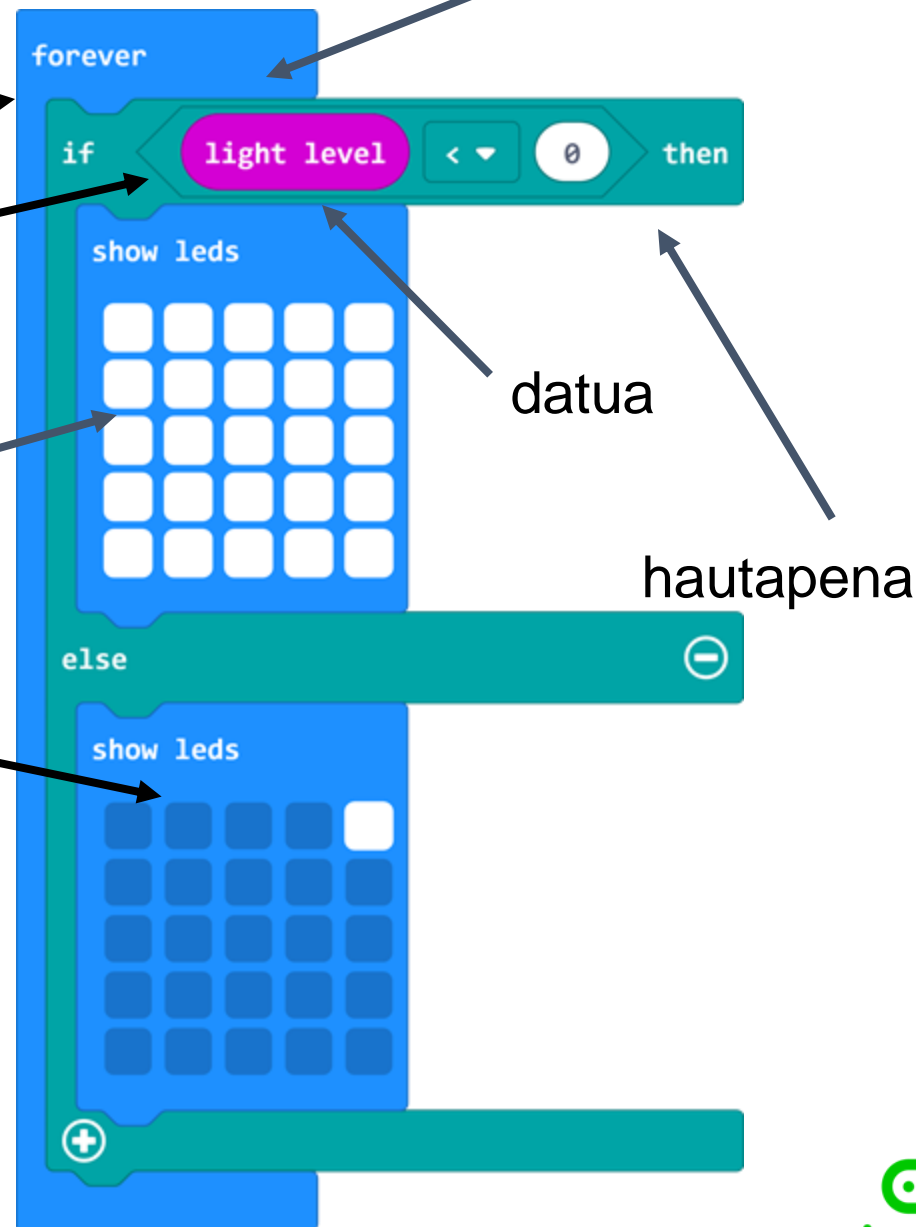 forever
if light level < 0 then
show leds
datua
hautapena
else
show leds